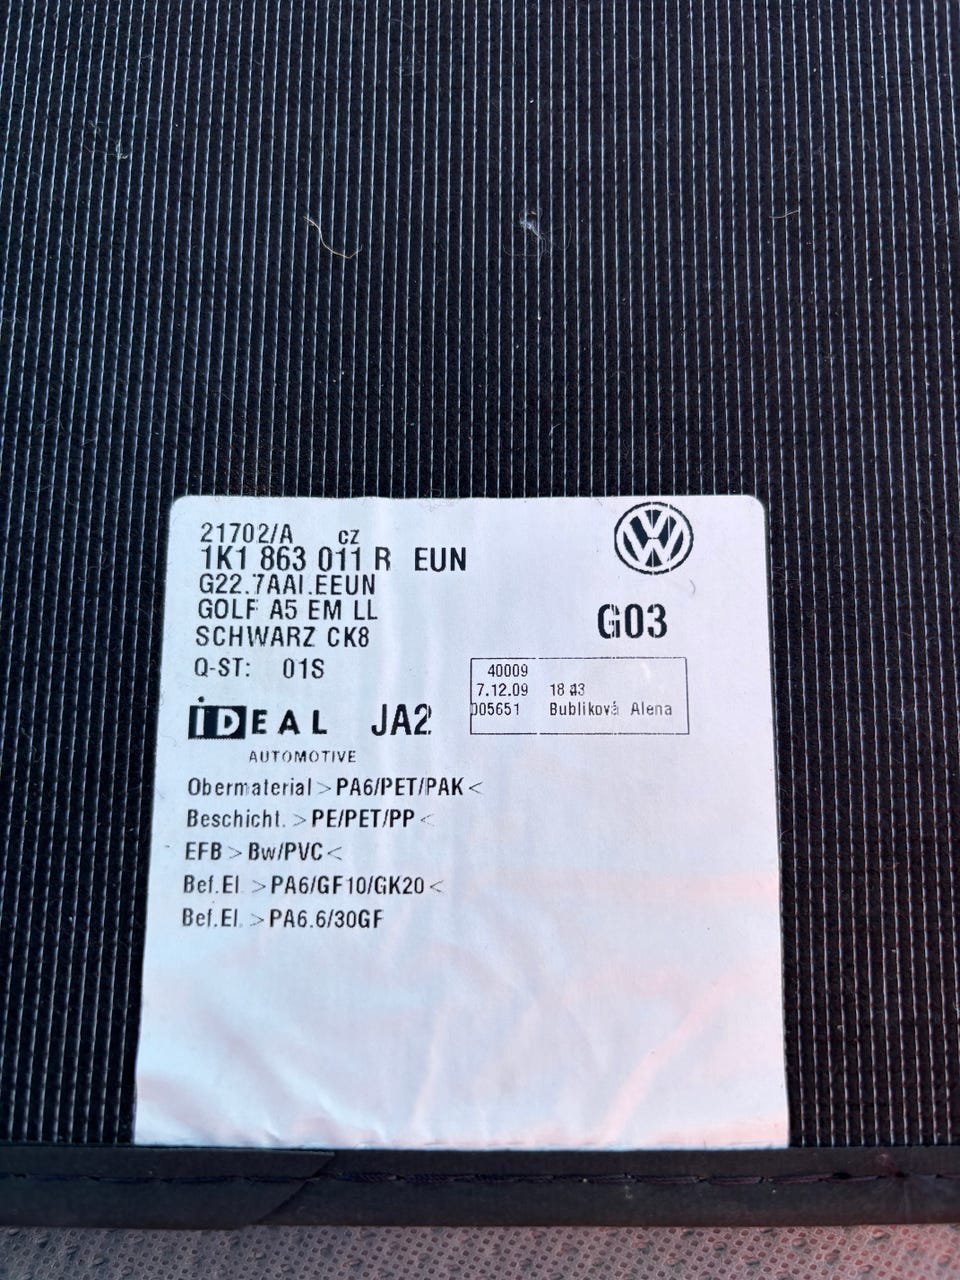 21702/A cz
1K1 863 011 R EUN
G22.7AAI.EEUN
GOLF A5 EM LL
SCHWARZ CK8
G03
Q-ST: 01S
40009
7.12.09 18:43
005651 Bubliková Alena
iDEAL JA2
AUTOMOTIVE
Obermaterial >PA6/PET/PAK<
Beschicht. >PE/PET/PP<
EFB >Bw/PVC<
Bef.El. >PA6/GF10/GK20<
Bef.El. >PA6.6/30GF